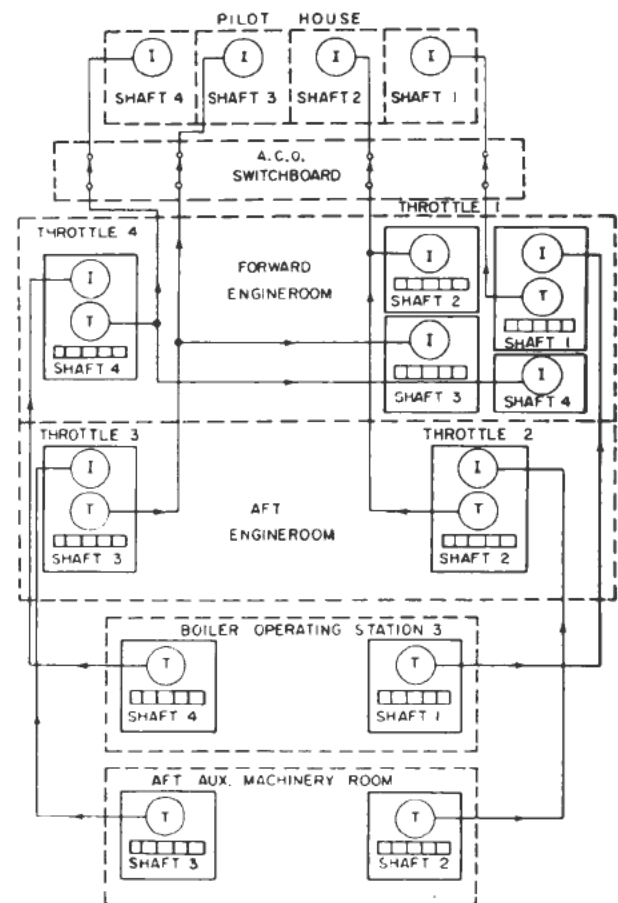 PILOT HOUSE
I I I I
SHAFT 4 SHAFT 3 SHAFT 2 SHAFT 1
A.C.O.
SWITCHBOARD
THROTTLE 1
THROTTLE 4
FORWARD
ENGINEROOM
I
T
SHAFT 4
I
SHAFT 2
I
T
SHAFT 1
I
SHAFT 3
I
SHAFT 4
THROTTLE 3
I
T
SHAFT 3
AFT
ENGINEROOM
THROTTLE 2
I
T
SHAFT 2
BOILER OPERATING STATION 3
T
SHAFT 4
T
SHAFT 1
AFT AUX. MACHINERY ROOM
T
SHAFT 3
T
SHAFT 2